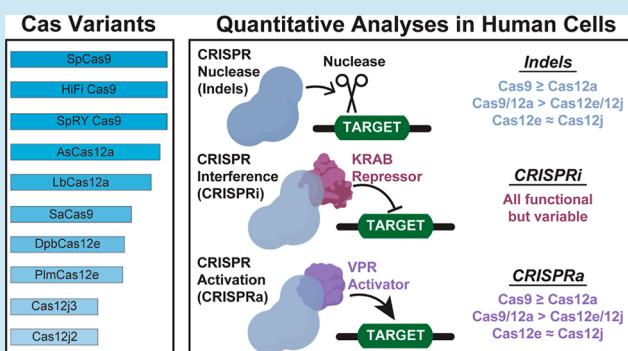 Cas Variants
SpCas9
HiFi Cas9
SpRY Cas9
AsCas12a
LbCas12a
SaCas9
DpbCas12e
PlmCas12e
Cas12j3
Cas12j2
Quantitative Analyses in Human Cells
CRISPR
Nuclease
(Indels)
Nuclease
TARGET
Indels
Cas9 ≥ Cas12a
Cas9/12a > Cas12e/12j
Cas12e ≈ Cas12j
CRISPR
Interference
(CRISPRi)
KRAB
Repressor
TARGET
CRISPRi
All functional
but variable
CRISPR
Activation
(CRISPRa)
VPR
Activator
TARGET
CRISPRa
Cas9 ≥ Cas12a
Cas9/12a > Cas12e/12j
Cas12e ≈ Cas12j